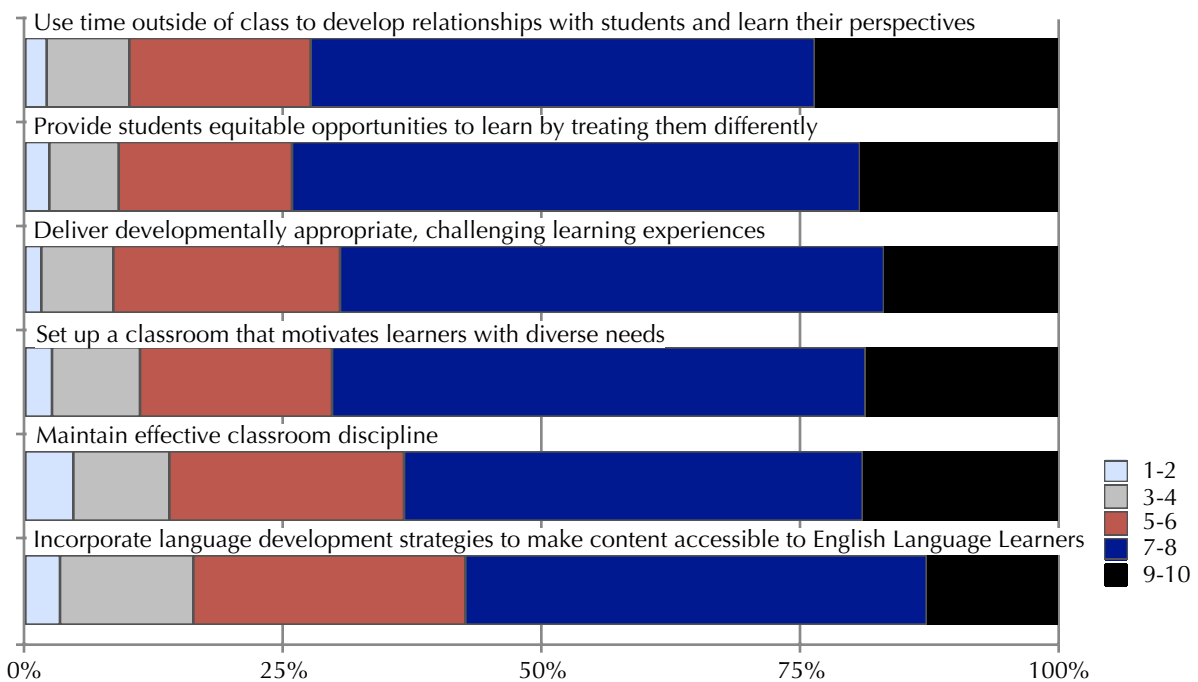 Use time outside of class to develop relationships with students and learn their perspectives
Provide students equitable opportunities to learn by treating them differently
Deliver developmentally appropriate, challenging learning experiences
Set up a classroom that motivates learners with diverse needs
Maintain effective classroom discipline
Incorporate language development strategies to make content accessible to English Language Learners
1-2
3-4
5-6
7-8
9-10
0%
25%
50%
75%
100%